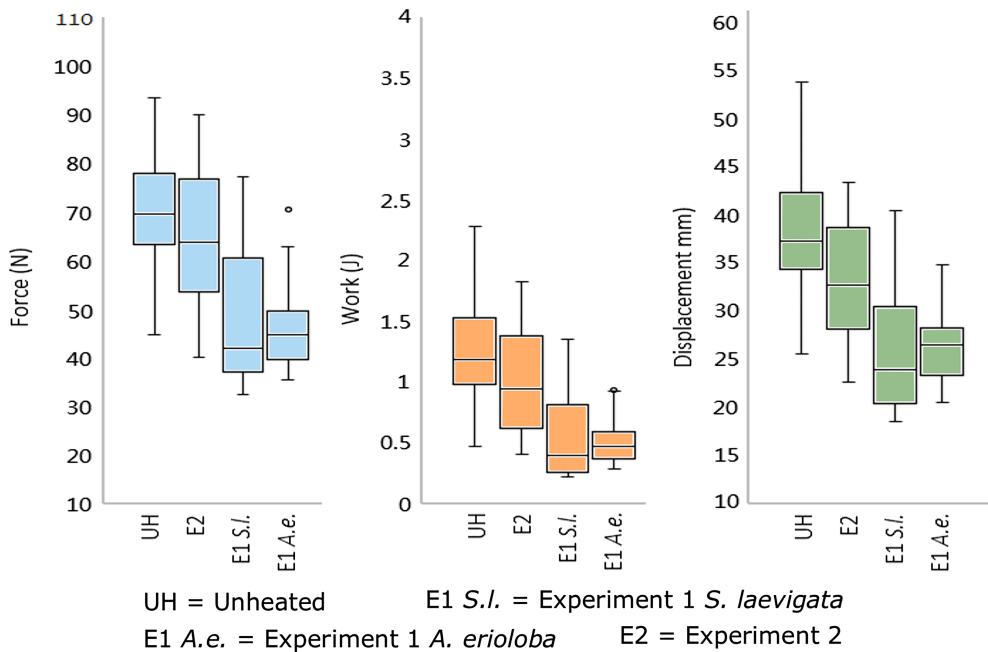 Force (N)
110
100
90
80
70
60
50
40
30
20
10
UH
E2
E1 S.l.
E1 A.e.
Work (J)
4
3.5
3
2.5
2
1.5
1
0.5
0
UH
E2
E1 S.l.
E1 A.e.
Displacement mm)
60
55
50
45
40
35
30
25
20
15
10
UH
E2
E1 S.l.
E1 A.e.
UH = Unheated
E1 S.l. = Experiment 1 S. laevigata
E1 A.e. = Experiment 1 A. erioloba
E2 = Experiment 2